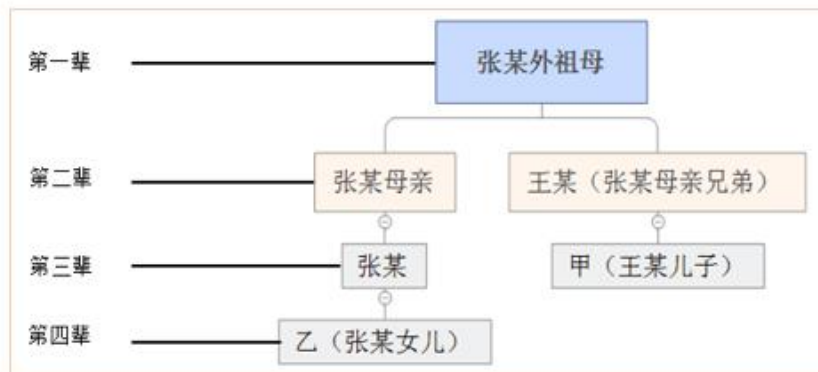 第一辈
张某外祖母
第二辈
张某母亲
王某（张某母亲兄弟）
第三辈
张某
甲（王某儿子）
第四辈
乙（张某女儿）